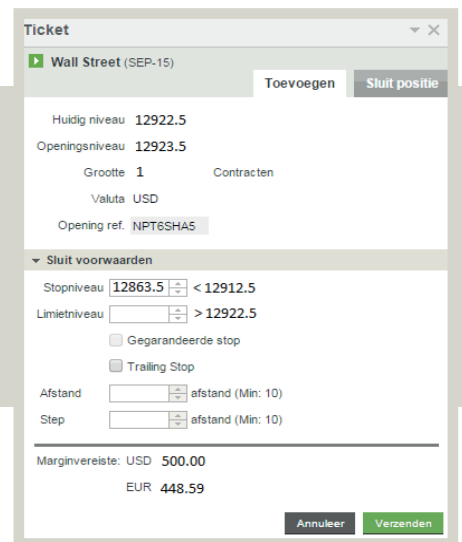 Ticket
Wall Street (SEP-15)
Toevoegen Sluit positie
Huidig niveau 12922.5
Openingsniveau 12923.5
Grootte 1 Contracten
Valuta USD
Opening ref. NPT6SHA5
Sluit voorwaarden
Stopniveau 12863.5 < 12912.5
Limietniveau > 12922.5
Gegarandeerde stop
Trailing Stop
Afstand afstand (Min: 10)
Step afstand (Min: 10)
Marginvereiste: USD 500.00
EUR 448.59
Annuleer Verzenden